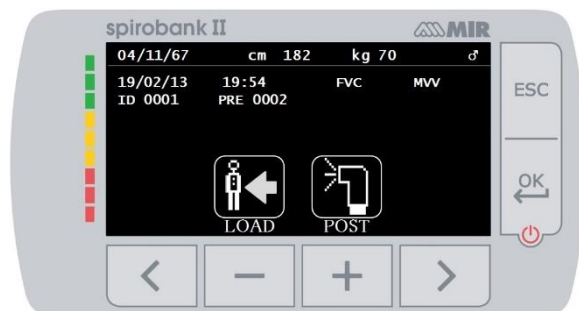 spirobank II MIR
04/11/67 cm 182 kg 70 ♂
19/02/13 19:54 FVC MVV
ID 0001 PRE 0002
LOAD POST
ESC
OK